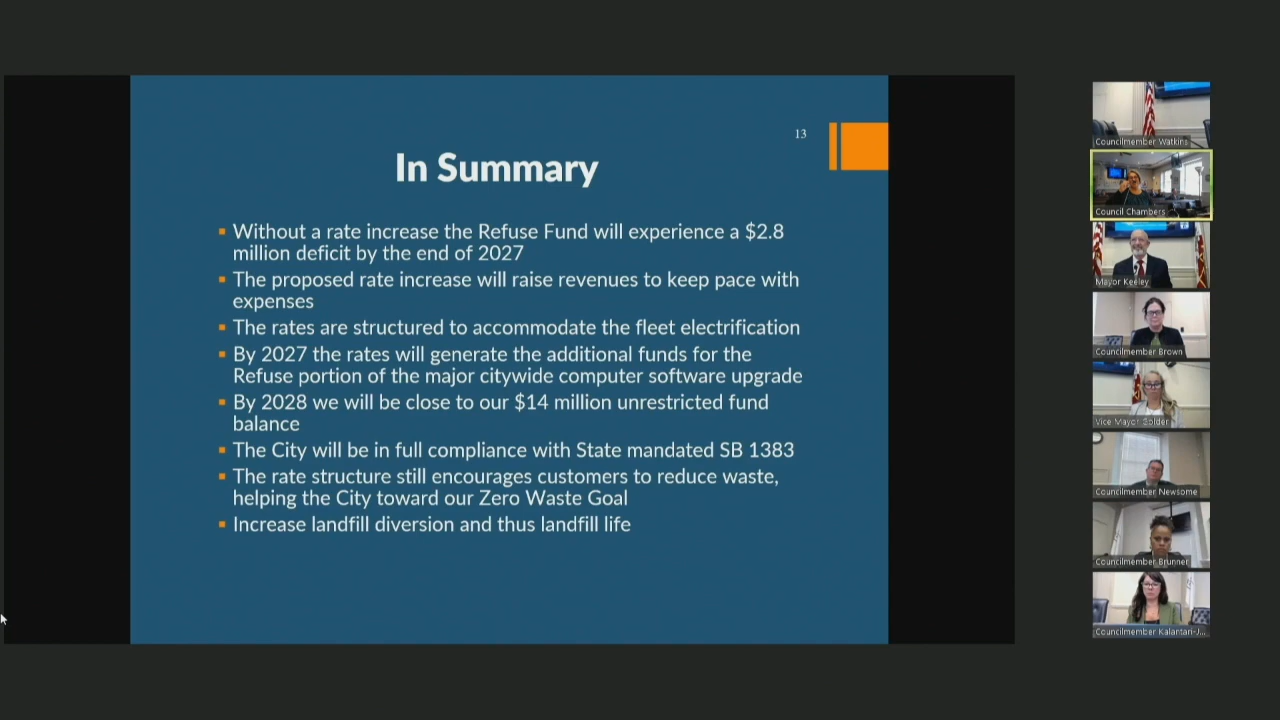 13
In Summary
Without a rate increase the Refuse Fund will experience a $2.8
million deficit by the end of 2027
The proposed rate increase will raise revenues to keep pace with
expenses
The rates are structured to accommodate the fleet electrification
By 2027 the rates will generate the additional funds for the
Refuse portion of the major citywide computer software upgrade
By 2028 we will be close to our $14 million unrestricted fund
balance
The City will be in full compliance with State mandated SB 1383
The rate structure still encourages customers to reduce waste,
helping the City toward our Zero Waste Goal
Increase landfill diversion and thus landfill life
Councilmember Watkins
Council Chambers
Mayor Keeley
Councilmember Brown
Vice Mayor Golder
Councilmember Newsome
Councilmember Brunner
Councilmember Kalantari-J...